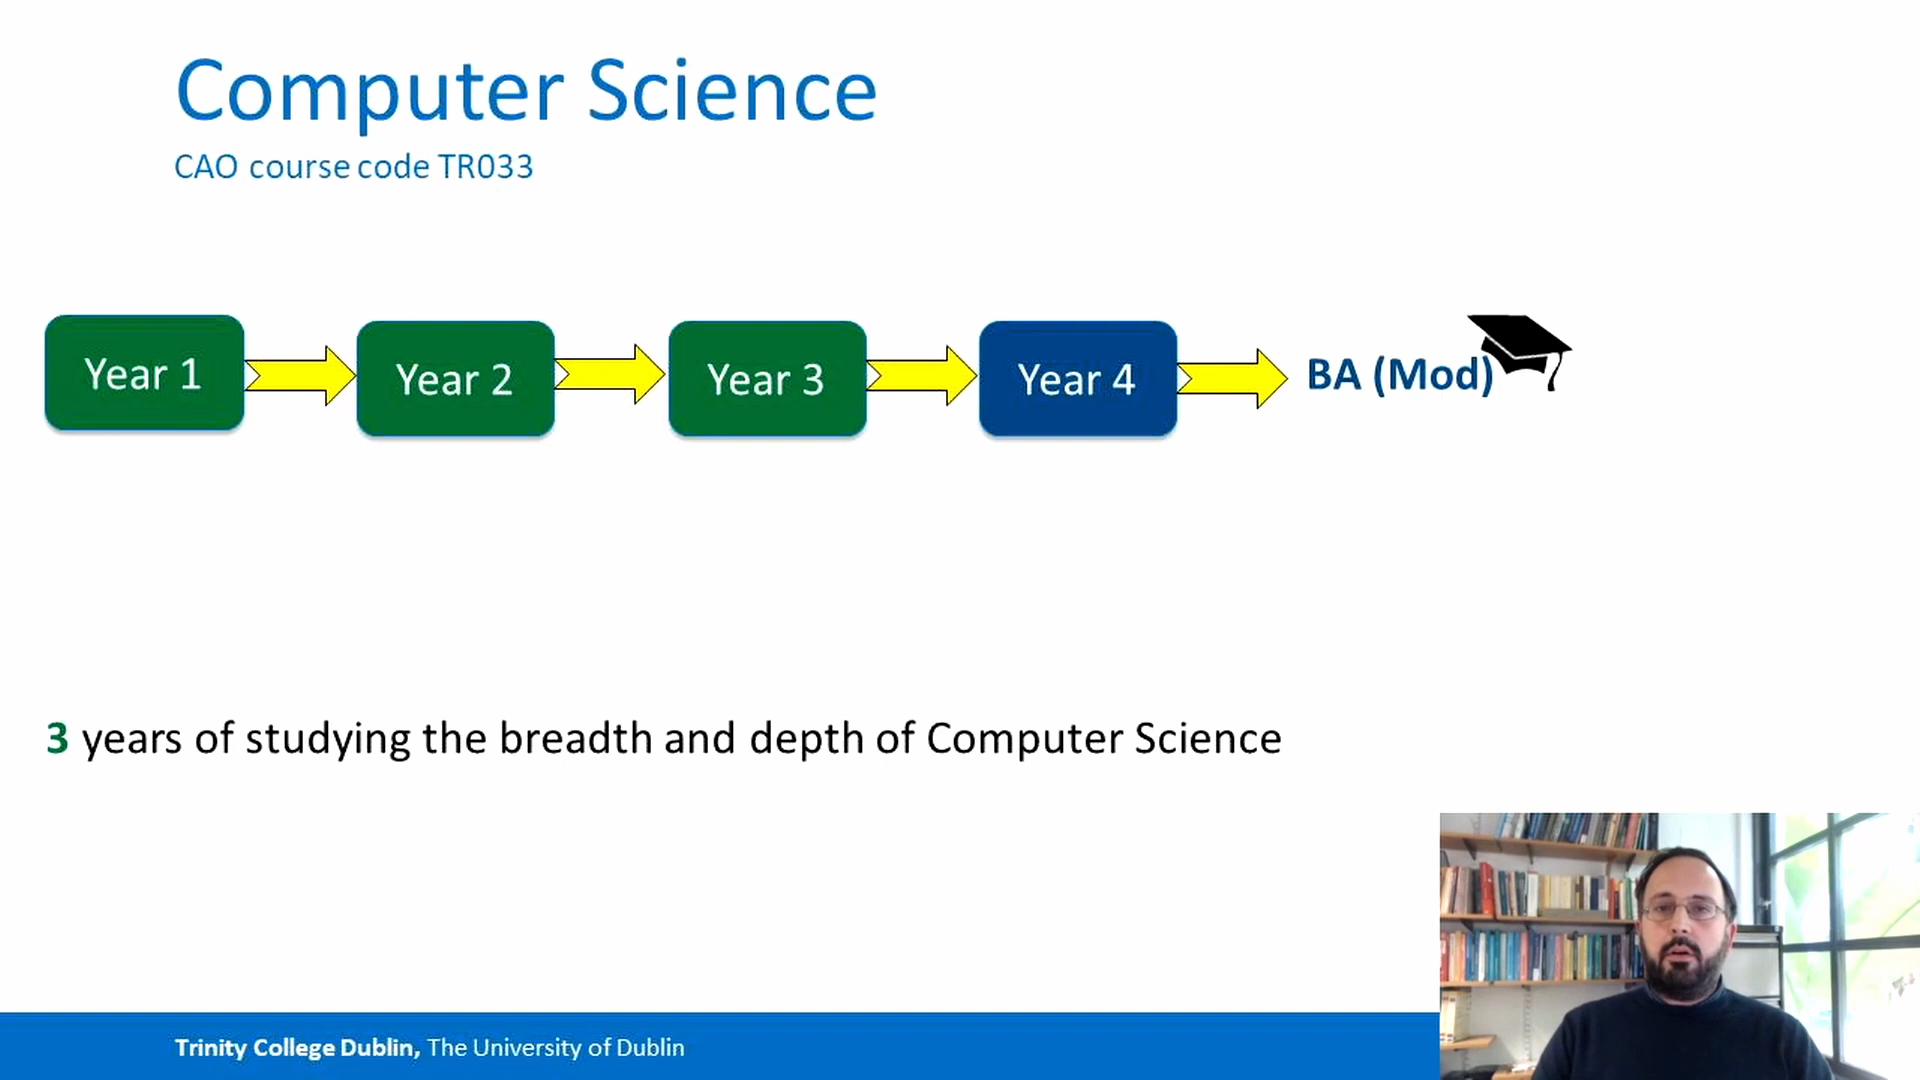 Computer Science
CAO course code TR033
Year 1
Year 2
Year 3
Year 4
BA (Mod)
3 years of studying the breadth and depth of Computer Science
Trinity College Dublin, The University of Dublin